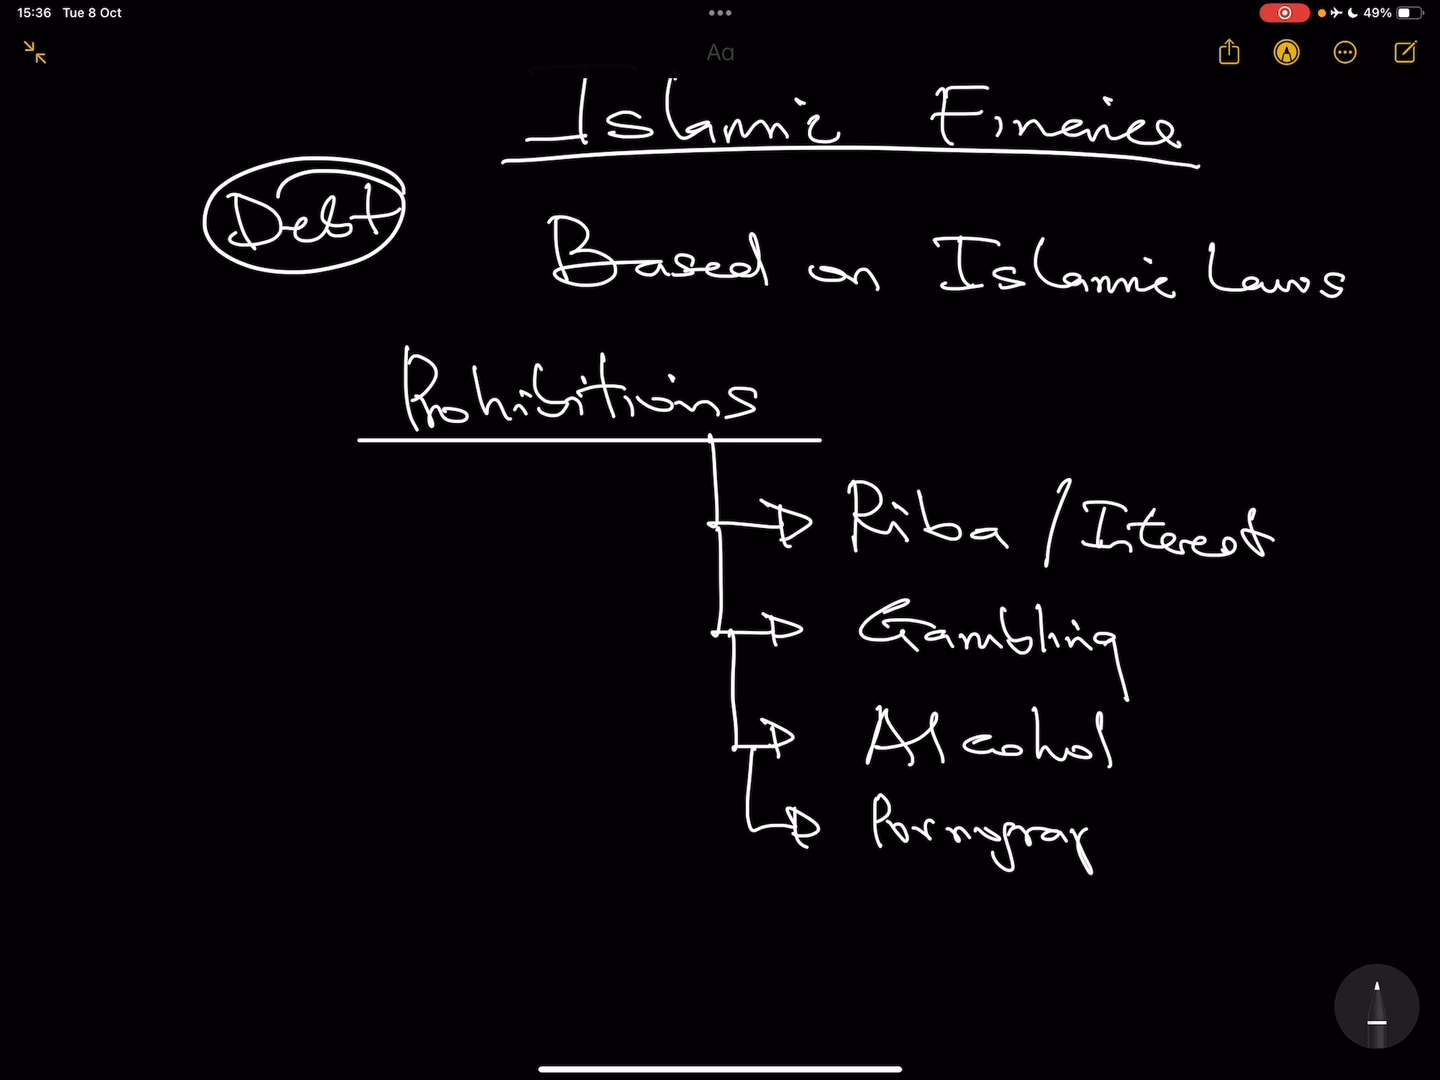 15:36 Tue 8 Oct
49%
Aa
Islamic Finance
Debt
Based on Islamic Laws
Prohibitions
Riba / Interest
Gambling
Alcohol
Pornograp